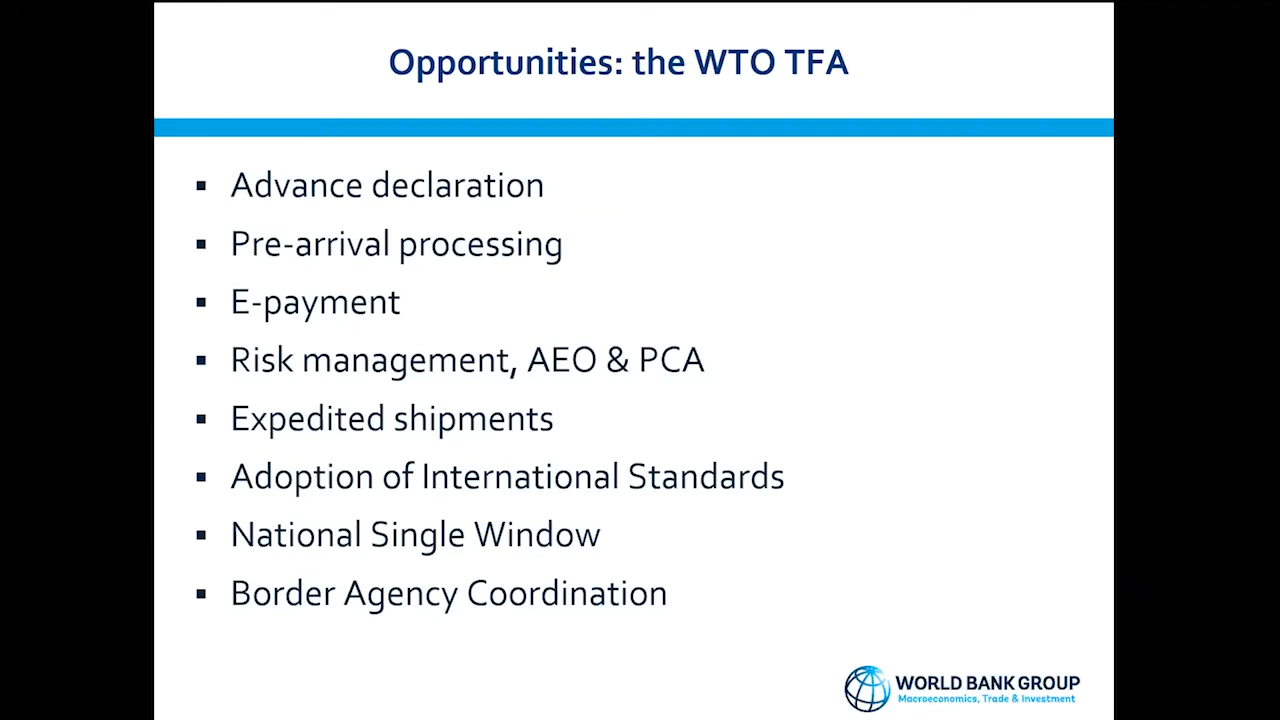 Opportunities: the WTO TFA
▪ Advance declaration
▪ Pre-arrival processing
▪ E-payment
▪ Risk management, AEO & PCA
▪ Expedited shipments
▪ Adoption of International Standards
▪ National Single Window
▪ Border Agency Coordination
WORLD BANK GROUP
Macroeconomics, Trade & Investment